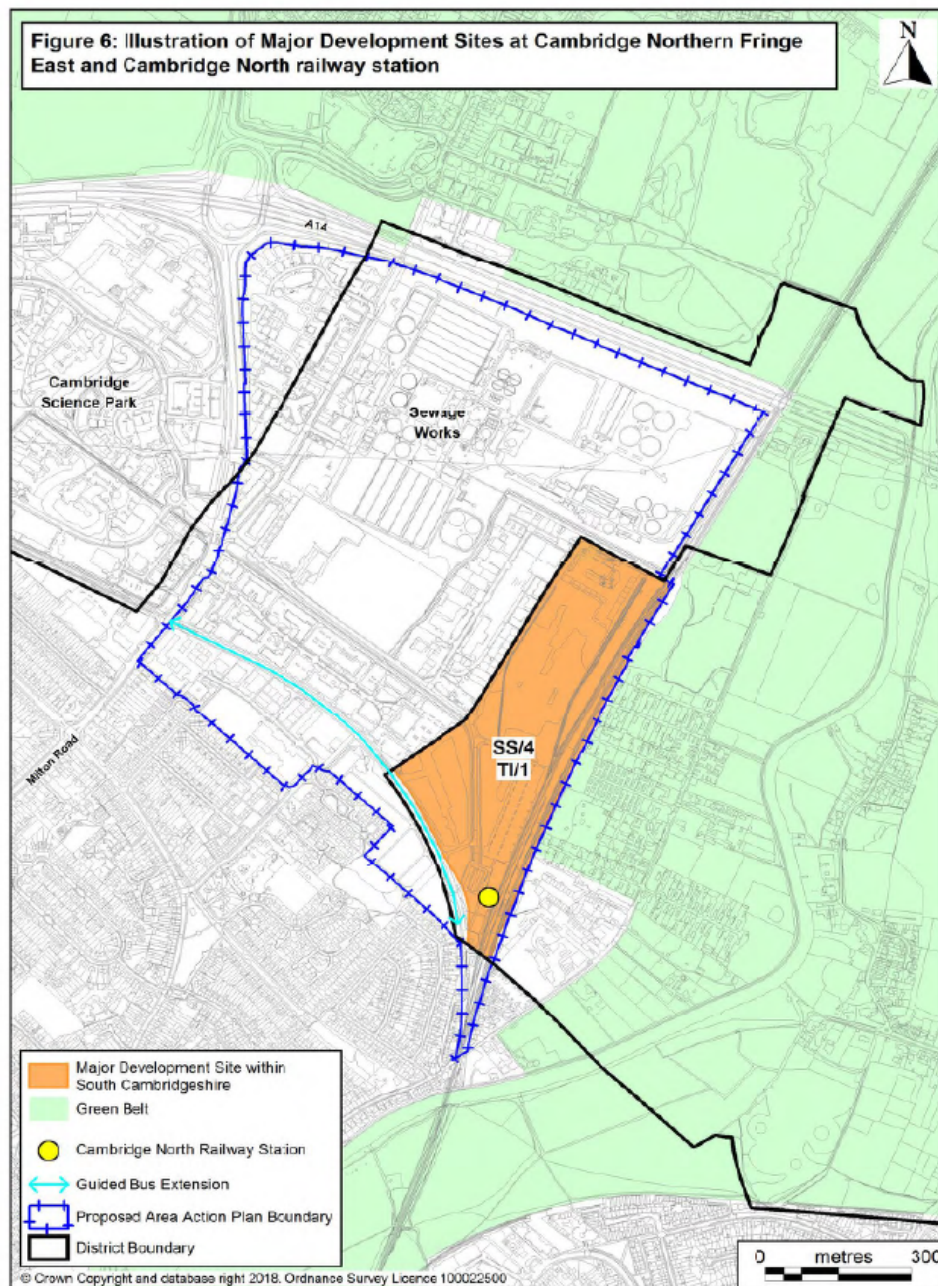 Figure 6: Illustration of Major Development Sites at Cambridge Northern Fringe
East and Cambridge North railway station
N
A14
Cambridge
Science Park
Sewage
Works
Milton Road
SS/4
TI/1
Major Development Site within
South Cambridgeshire
Green Belt
Cambridge North Railway Station
Guided Bus Extension
Proposed Area Action Plan Boundary
District Boundary
0 metres 300
© Crown Copyright and database right 2018. Ordnance Survey Licence 100022500